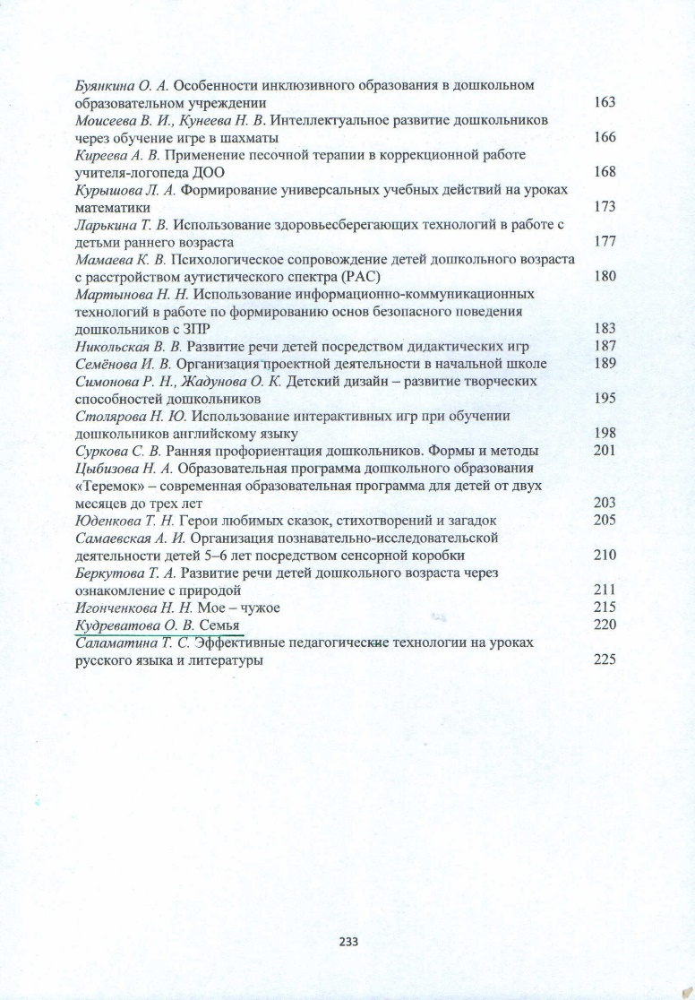 Буянкина О. А. Особенности инклюзивного образования в дошкольном
образовательном учреждении 163
Моисеева В. И., Кунеева Н. В. Интеллектуальное развитие дошкольников
через обучение игре в шахматы 166
Киреева А. В. Применение песочной терапии в коррекционной работе
учителя-логопеда ДОО 168
Курышова Л. А. Формирование универсальных учебных действий на уроках
математики 173
Ларькина Т. В. Использование здоровьесберегающих технологий в работе с
детьми раннего возраста 177
Мамаева К. В. Психологическое сопровождение детей дошкольного возраста
с расстройством аутистического спектра (РАС) 180
Мартынова Н. Н. Использование информационно-коммуникационных
технологий в работе по формированию основ безопасного поведения
дошкольников с ЗПР 183
Никольская В. В. Развитие речи детей посредством дидактических игр 187
Семёнова И. В. Организация проектной деятельности в начальной школе 189
Симонова Р. Н., Жадунова О. К. Детский дизайн – развитие творческих
способностей дошкольников 195
Столярова Н. Ю. Использование интерактивных игр при обучении
дошкольников английскому языку 198
Суркова С. В. Ранняя профориентация дошкольников. Формы и методы 201
Цыбизова Н. А. Образовательная программа дошкольного образования
«Теремок» – современная образовательная программа для детей от двух
месяцев до трех лет 203
Юденкова Т. Н. Герои любимых сказок, стихотворений и загадок 205
Самаевская А. И. Организация познавательно-исследовательской
деятельности детей 5–6 лет посредством сенсорной коробки 210
Беркутова Т. А. Развитие речи детей дошкольного возраста через
ознакомление с природой 211
Игонченкова Н. Н. Мое – чужое 215
Кудреватова О. В. Семья 220
Саламатина Т. С. Эффективные педагогические технологии на уроках
русского языка и литературы 225
233